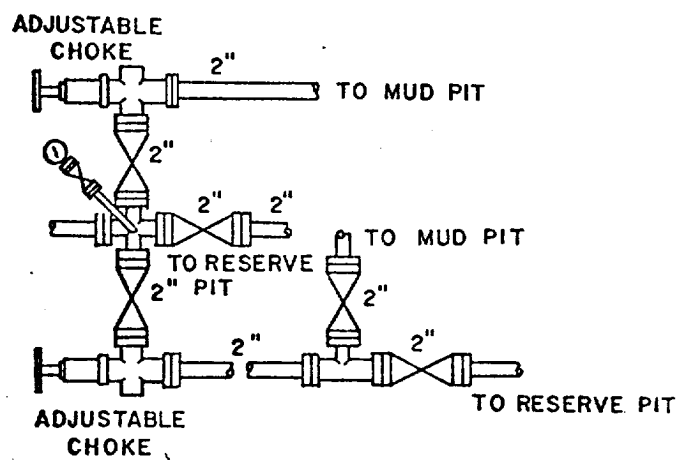 ADJUSTABLE
CHOKE
2"
TO MUD PIT
2"
2" 2"
TO MUD PIT
TO RESERVE
PIT
2"
2"
2"
2"
TO RESERVE PIT
ADJUSTABLE
CHOKE